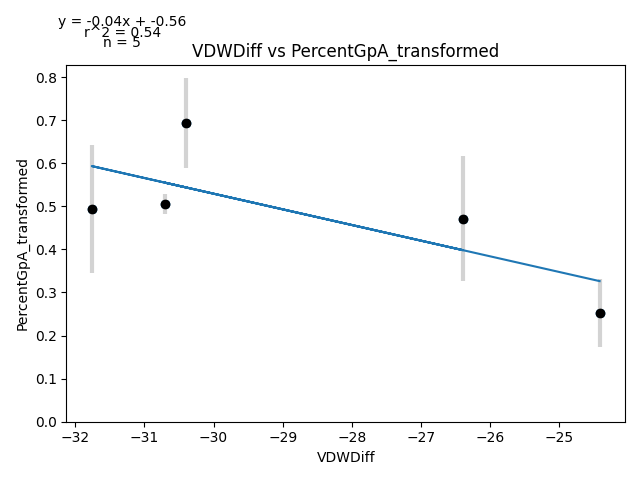 y = -0.04x + -0.56
r^2 = 0.54
n = 5
VDWDiff vs PercentGpA_transformed
PercentGpA_transformed
0.8
0.7
0.6
0.5
0.4
0.3
0.2
0.1
0.0
−32 −31 −30 −29 −28 −27 −26 −25
VDWDiff